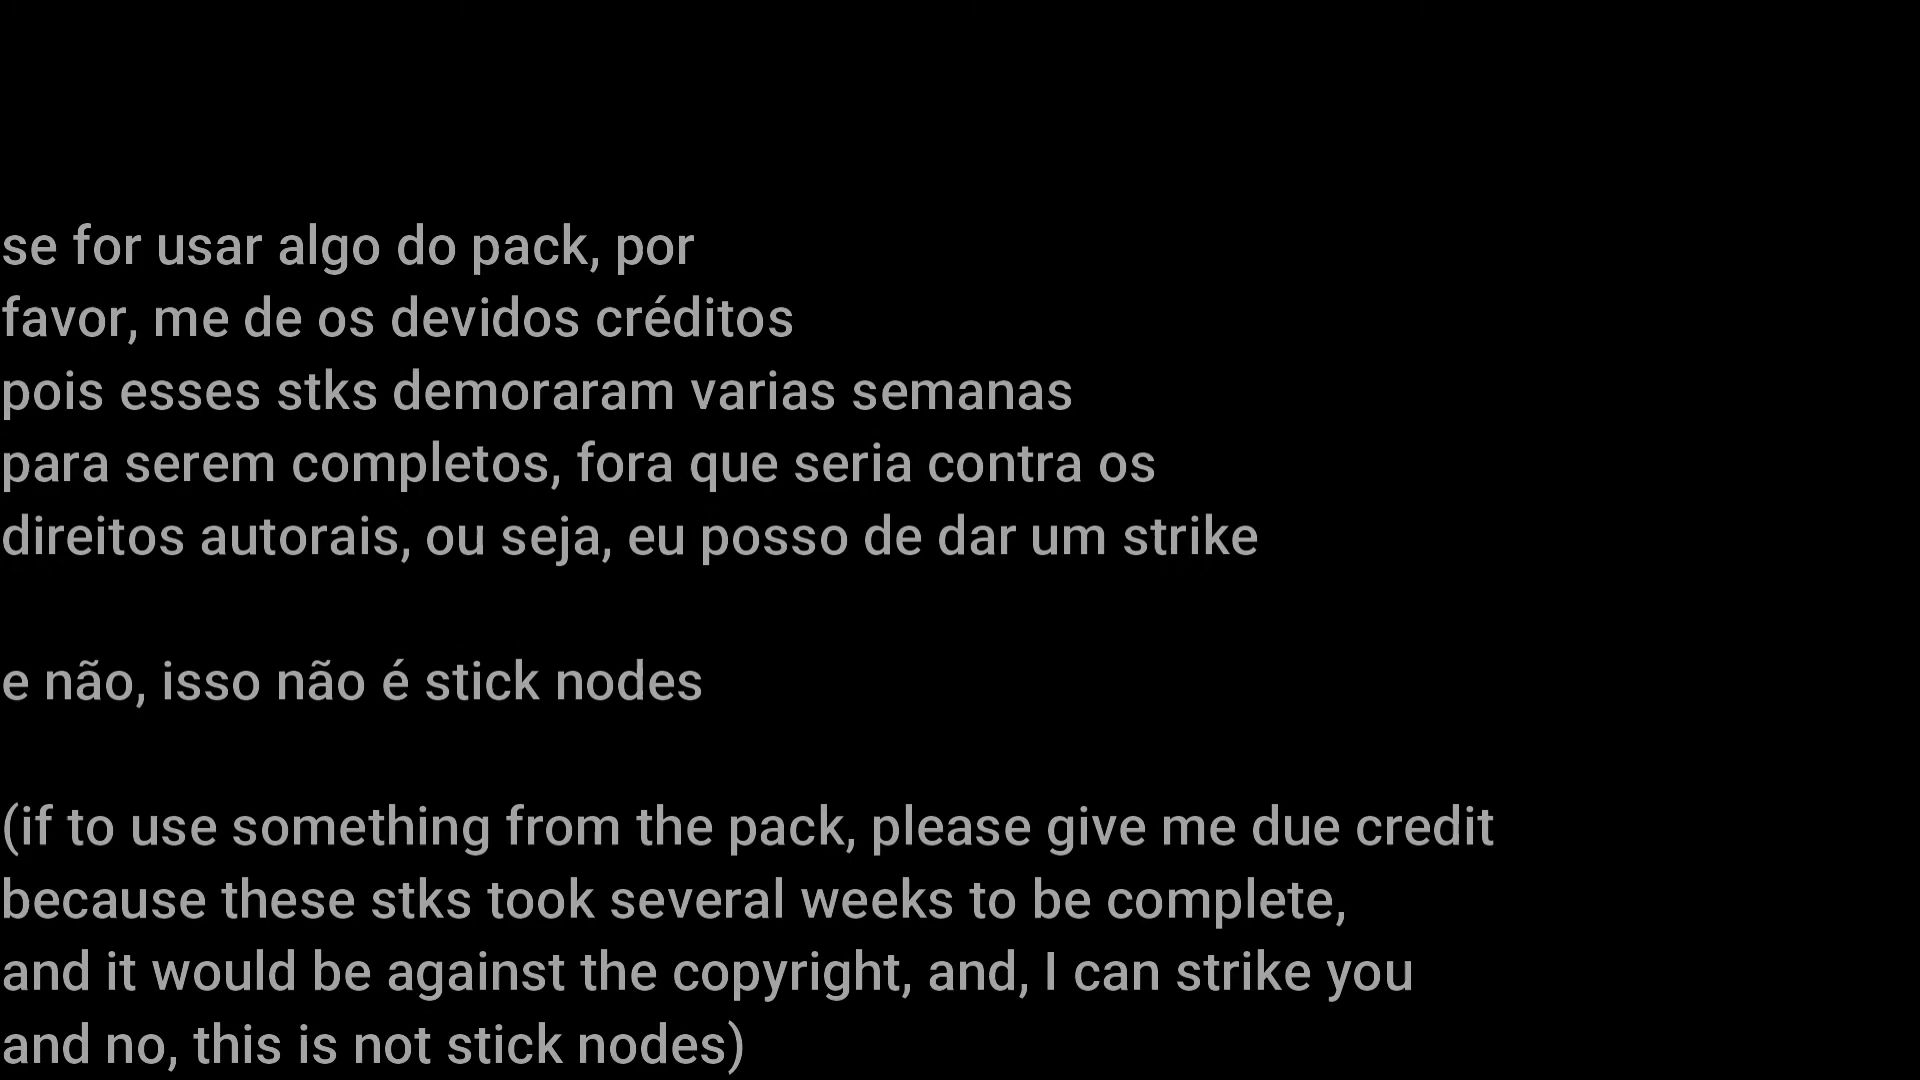 se for usar algo do pack, por
favor, me de os devidos créditos
pois esses stks demoraram varias semanas
para serem completos, fora que seria contra os
direitos autorais, ou seja, eu posso de dar um strike
e não, isso não é stick nodes
(if to use something from the pack, please give me due credit
because these stks took several weeks to be complete,
and it would be against the copyright, and, I can strike you
and no, this is not stick nodes)